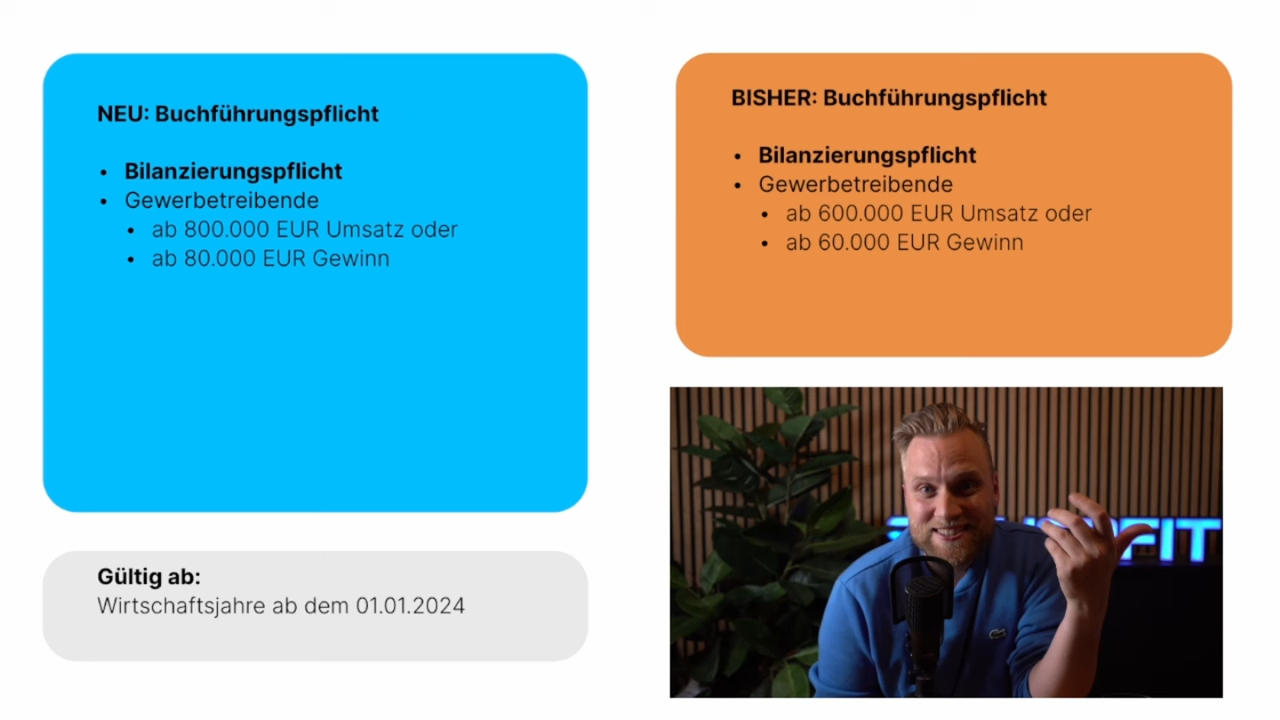 NEU: Buchführungspflicht
• Bilanzierungspflicht
• Gewerbetreibende
• ab 800.000 EUR Umsatz oder
• ab 80.000 EUR Gewinn
Gültig ab:
Wirtschaftsjahre ab dem 01.01.2024
BISHER: Buchführungspflicht
• Bilanzierungspflicht
• Gewerbetreibende
• ab 600.000 EUR Umsatz oder
• ab 60.000 EUR Gewinn